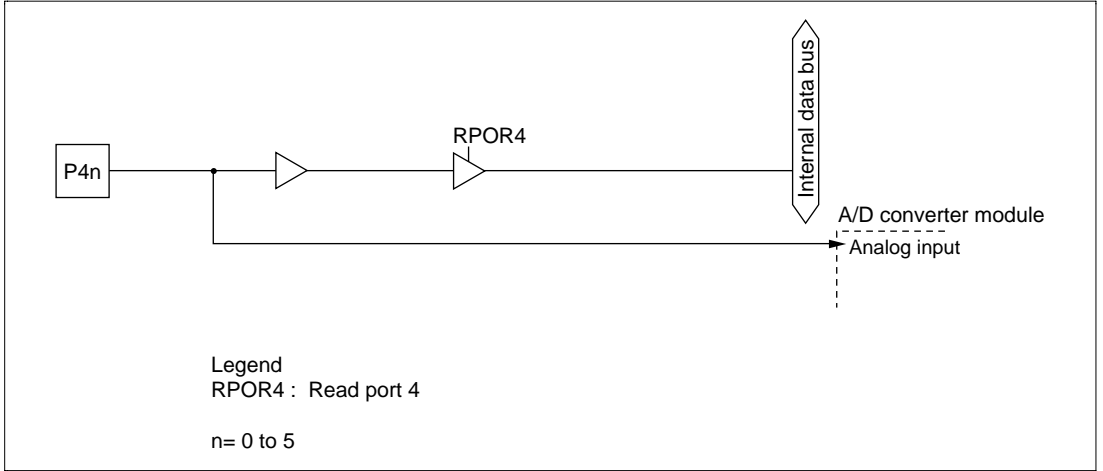 P4n
RPOR4
Internal data bus
A/D converter module
Analog input
Legend
RPOR4 : Read port 4
n= 0 to 5